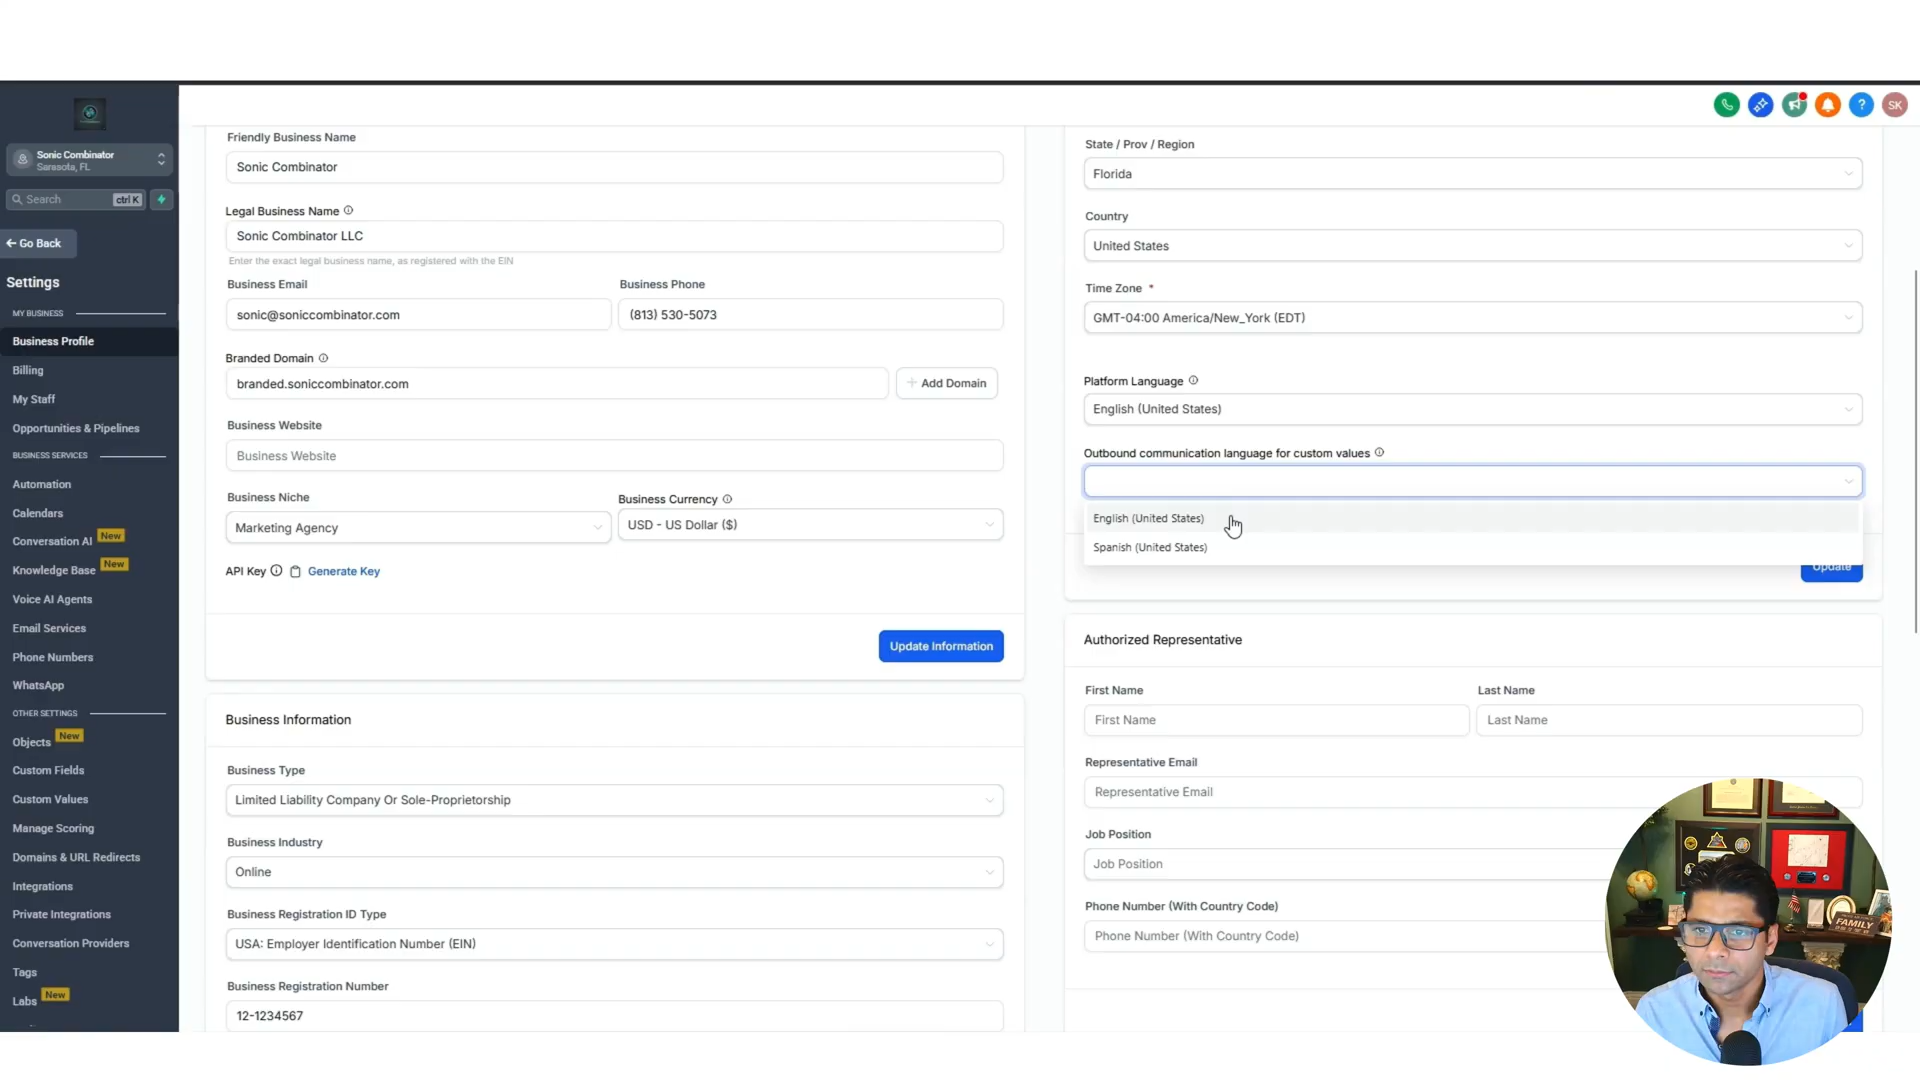 SK
Sonic Combinator
Sarasota, FL
Search
ctrl K
Go Back
Settings
MY BUSINESS
Business Profile
Billing
My Staff
Opportunities & Pipelines
BUSINESS SERVICES
Automation
Calendars
Conversation AI New
Knowledge Base New
Voice AI Agents
Email Services
Phone Numbers
WhatsApp
OTHER SETTINGS
Objects New
Custom Fields
Custom Values
Manage Scoring
Domains & URL Redirects
Integrations
Private Integrations
Conversation Providers
Tags
Labs New
Friendly Business Name
Sonic Combinator
Legal Business Name
Sonic Combinator LLC
Enter the exact legal business name, as registered with the EIN
Business Email
Business Phone
sonic@soniccombinator.com
(813) 530-5073
Branded Domain
branded.soniccombinator.com
+ Add Domain
Business Website
Business Website
Business Niche
Business Currency
Marketing Agency
USD - US Dollar ($)
API Key
Generate Key
Update Information
Business Information
Business Type
Limited Liability Company Or Sole-Proprietorship
Business Industry
Online
Business Registration ID Type
USA: Employer Identification Number (EIN)
Business Registration Number
12-1234567
State / Prov / Region
Florida
Country
United States
Time Zone *
GMT-04:00 America/New_York (EDT)
Platform Language
English (United States)
Outbound communication language for custom values
English (United States)
Spanish (United States)
Update
Authorized Representative
First Name
Last Name
First Name
Last Name
Representative Email
Representative Email
Job Position
Job Position
Phone Number (With Country Code)
Phone Number (With Country Code)
FAMILY